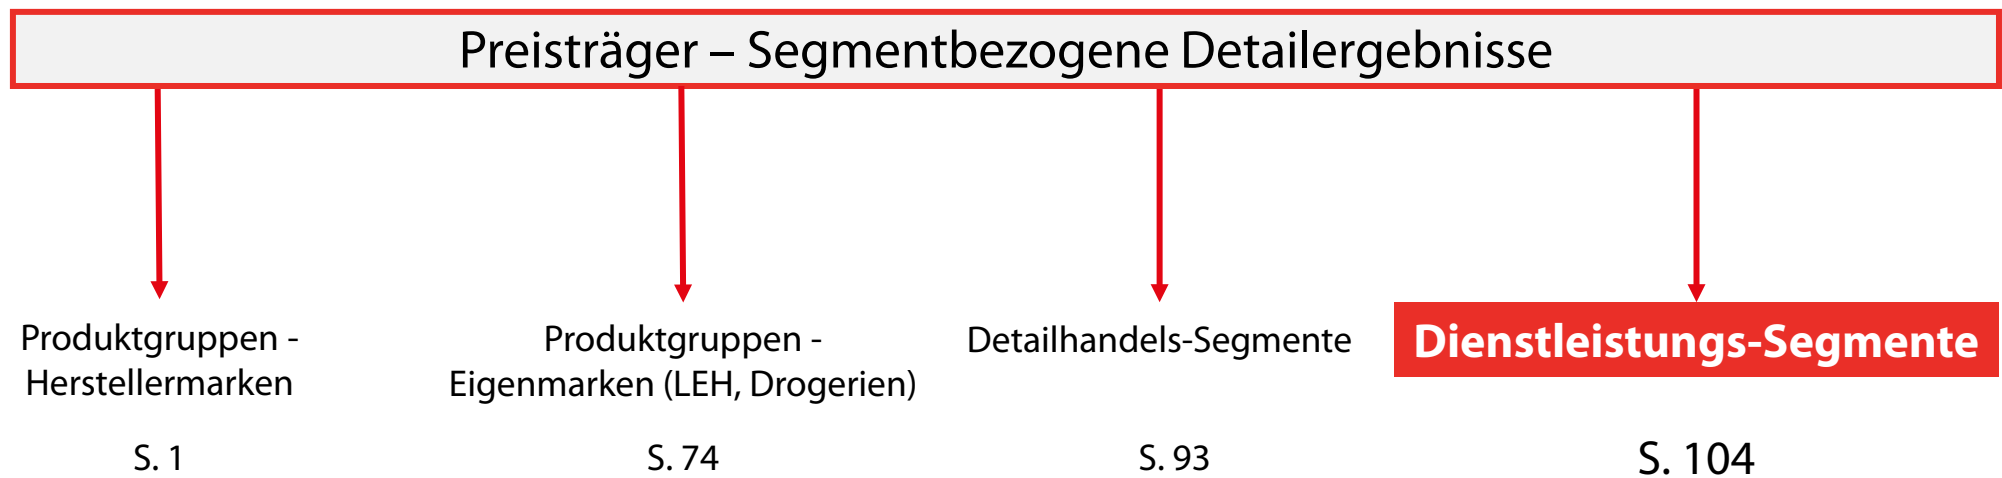 Preisträger – Segmentbezogene Detailergebnisse
Produktgruppen -
Herstellermarken
S. 1
Produktgruppen -
Eigenmarken (LEH, Drogerien)
S. 74
Detailhandels-Segmente
S. 93
Dienstleistungs-Segmente
S. 104